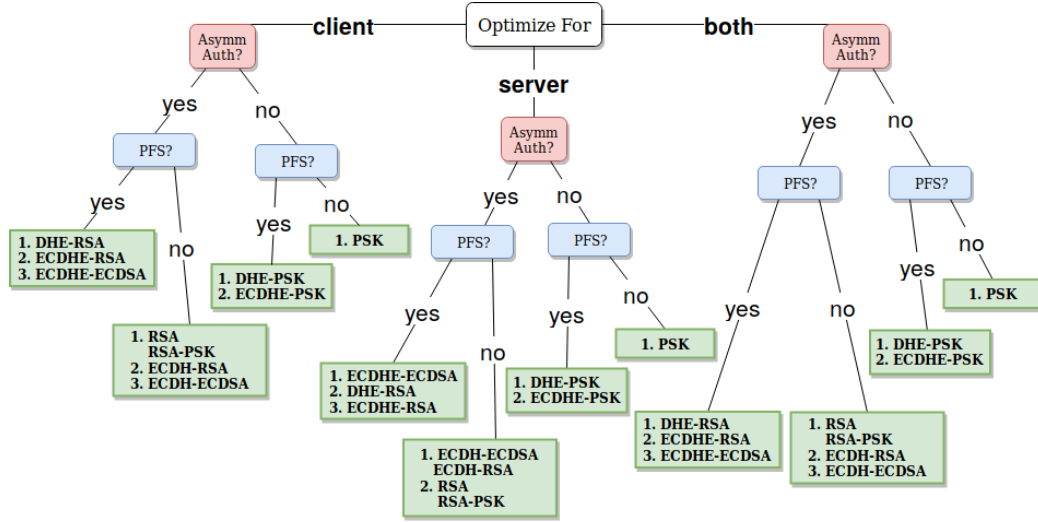 Optimize For
client
server
both
Asymm
Auth?
yes
no
PFS?
yes
no
1. DHE-RSA
2. ECDHE-RSA
3. ECDHE-ECDSA
1. RSA
RSA-PSK
2. ECDH-RSA
3. ECDH-ECDSA
PFS?
yes
no
1. DHE-PSK
2. ECDHE-PSK
1. PSK
Asymm
Auth?
yes
no
PFS?
yes
no
1. ECDHE-ECDSA
2. DHE-RSA
3. ECDHE-RSA
1. ECDH-ECDSA
ECDH-RSA
2. RSA
RSA-PSK
PFS?
yes
no
1. DHE-PSK
2. ECDHE-PSK
1. PSK
Asymm
Auth?
yes
no
PFS?
yes
no
1. DHE-RSA
2. ECDHE-RSA
3. ECDHE-ECDSA
1. RSA
RSA-PSK
2. ECDH-RSA
3. ECDH-ECDSA
PFS?
yes
no
1. DHE-PSK
2. ECDHE-PSK
1. PSK